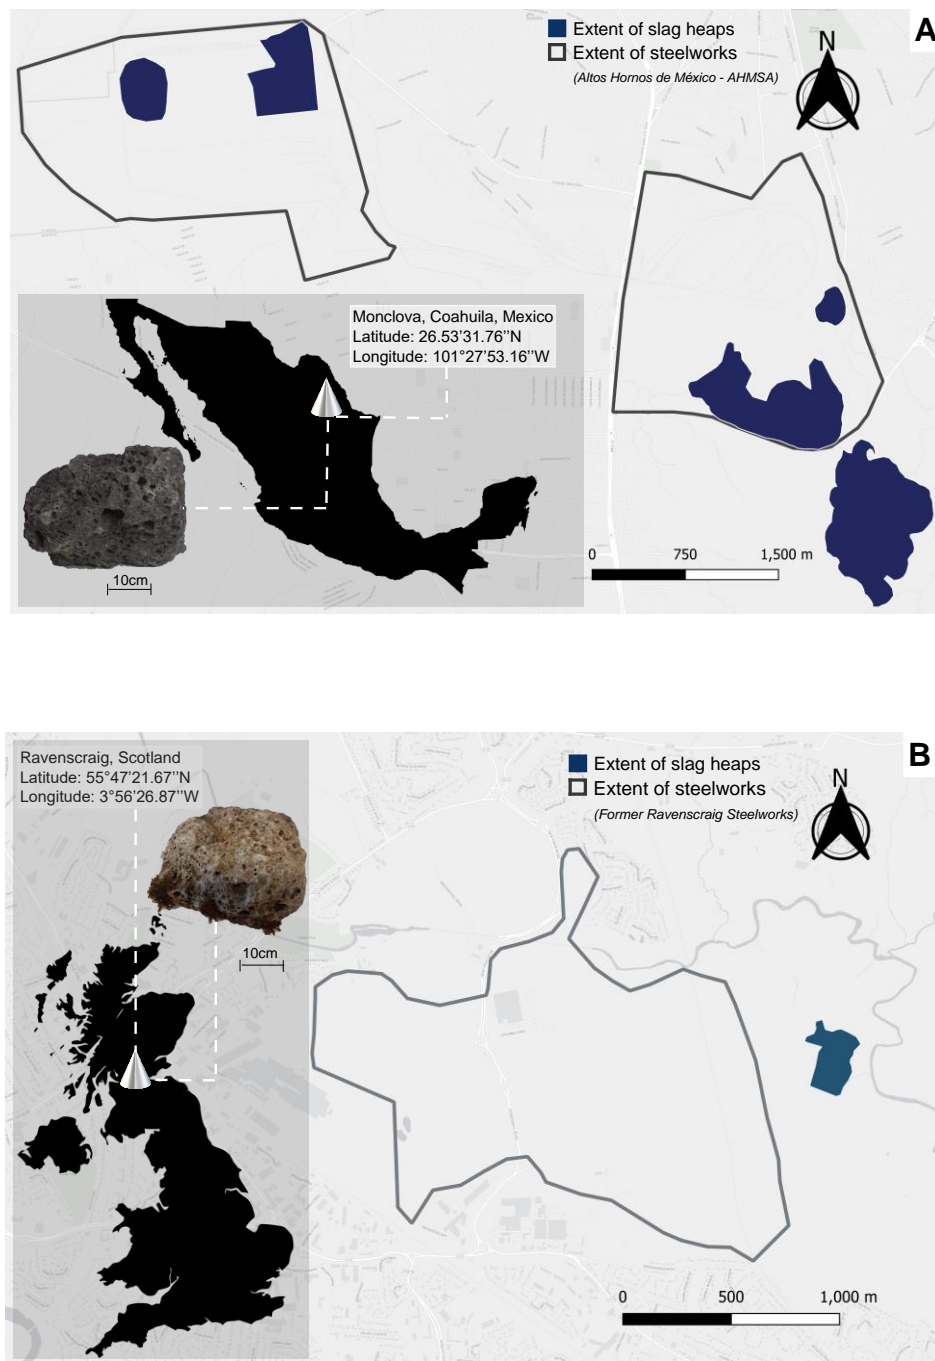 A
Extent of slag heaps
Extent of steelworks
(Altos Hornos de México - AHMSA)
N
Monclova, Coahuila, Mexico
Latitude: 26.53’31.76’’N
Longitude: 101°27’53.16’’W
10cm
0 750 1,500 m
B
Ravenscraig, Scotland
Latitude: 55°47’21.67’’N
Longitude: 3°56’26.87’’W
Extent of slag heaps
Extent of steelworks
(Former Ravenscraig Steelworks)
N
10cm
0 500 1,000 m